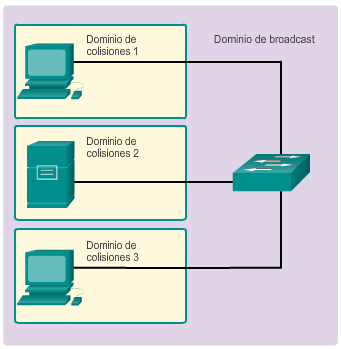 Dominio de
colisiones 1
Dominio de broadcast
Dominio de
colisiones 2
Dominio de
colisiones 3